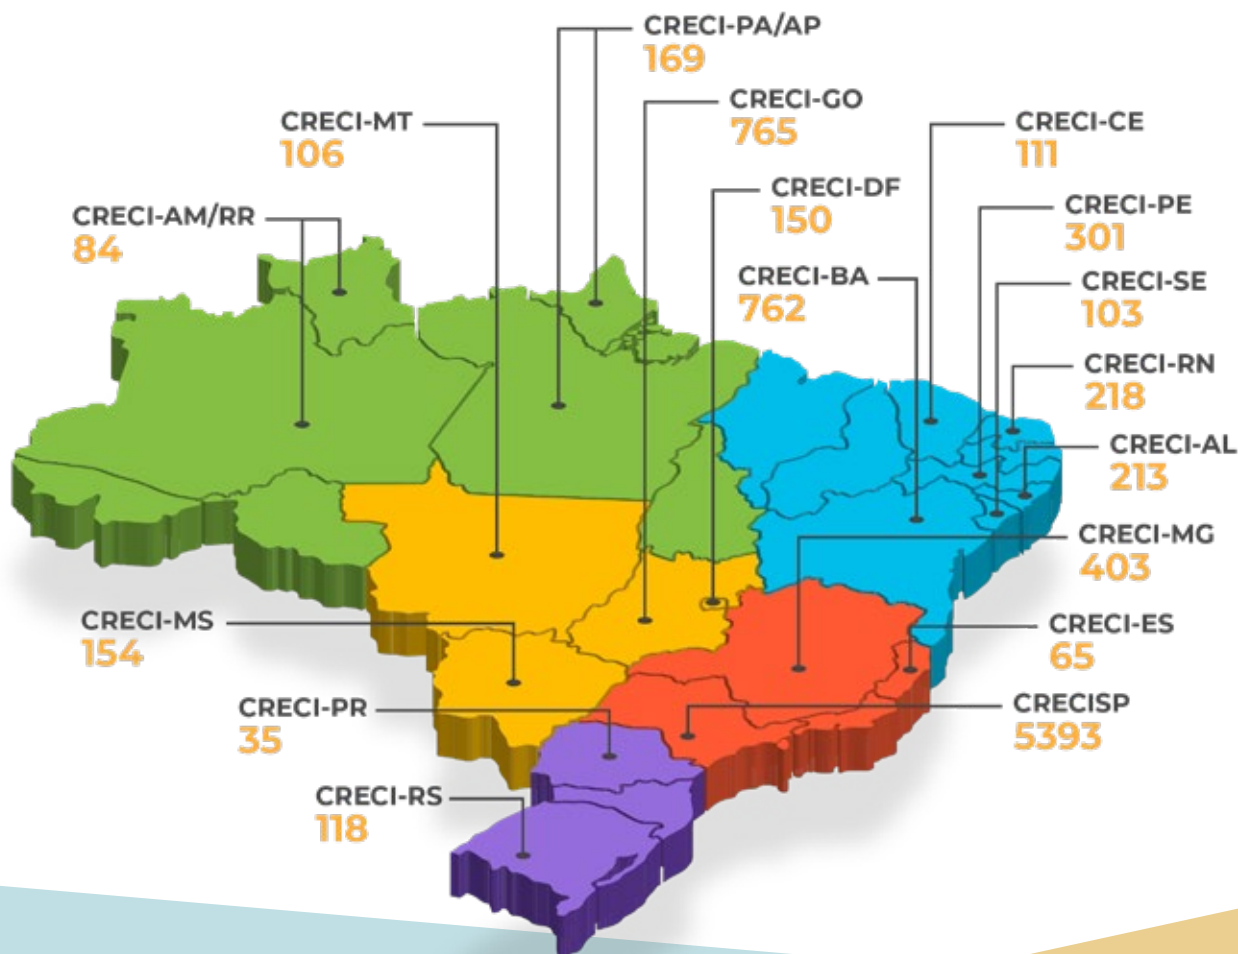 CRECI-PA/AP
169
CRECI-GO
765
CRECI-MT
106
CRECI-CE
111
CRECI-DF
150
CRECI-PE
301
CRECI-AM/RR
84
CRECI-BA
762
CRECI-SE
103
CRECI-RN
218
CRECI-AL
213
CRECI-MG
403
CRECI-MS
154
CRECI-ES
65
CRECI-PR
35
CRECISP
5393
CRECI-RS
118